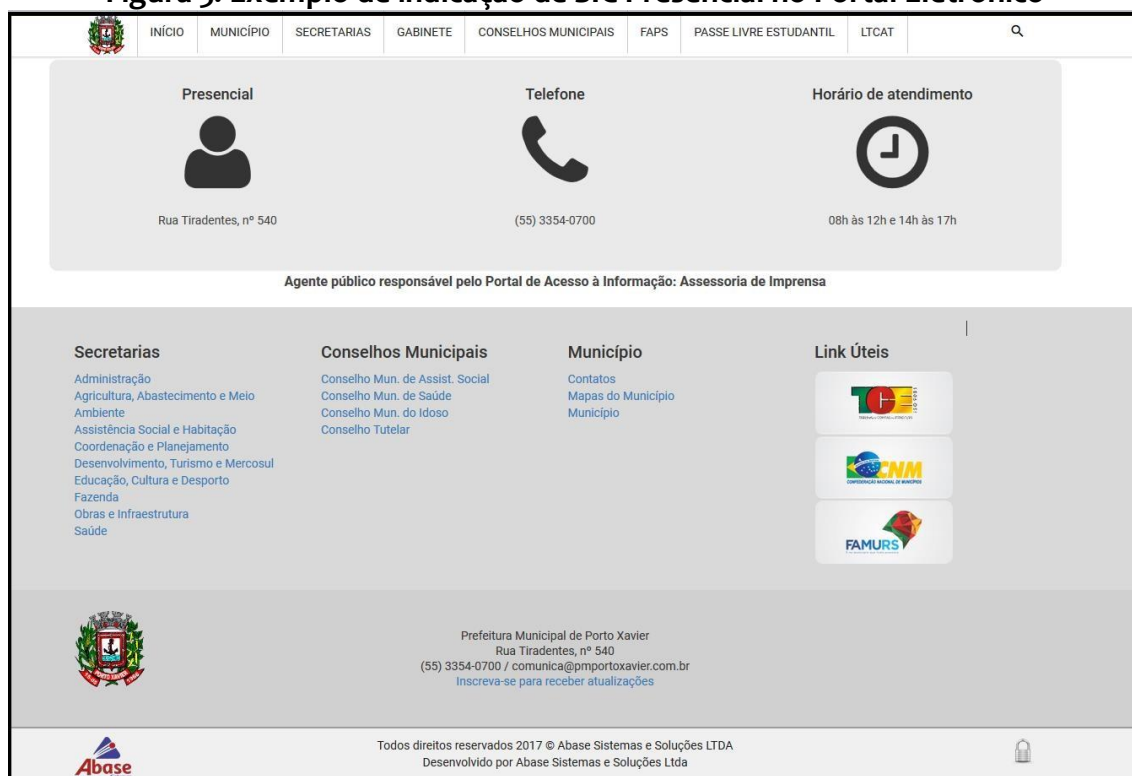 Figura 5. Exemplo de indicação de SIC Presencial no Portal Eletrônico
INÍCIO MUNICÍPIO SECRETARIAS GABINETE CONSELHOS MUNICIPAIS FAPS PASSE LIVRE ESTUDANTIL LTCAT
Presencial Telefone Horário de atendimento
Rua Tiradentes, nº 540 (55) 3354-0700 08h às 12h e 14h às 17h
Agente público responsável pelo Portal de Acesso à Informação: Assessoria de Imprensa
Secretarias
Administração
Agricultura, Abastecimento e Meio
Ambiente
Assistência Social e Habitação
Coordenação e Planejamento
Desenvolvimento, Turismo e Mercosul
Educação, Cultura e Desporto
Fazenda
Obras e Infraestrutura
Saúde
Conselhos Municipais
Conselho Mun. de Assist. Social
Conselho Mun. de Saúde
Conselho Mun. do Idoso
Conselho Tutelar
Município
Contatos
Mapas do Município
Município
Link Úteis
TCE
CNM
CONFEDERAÇÃO NACIONAL DE MUNICÍPIOS
FAMURS
PORTO XAVIER
Prefeitura Municipal de Porto Xavier
Rua Tiradentes, nº 540
(55) 3354-0700 / comunica@pmportoxavier.com.br
Inscreva-se para receber atualizações
Abase
Todos direitos reservados 2017 © Abase Sistemas e Soluções LTDA
Desenvolvido por Abase Sistemas e Soluções Ltda